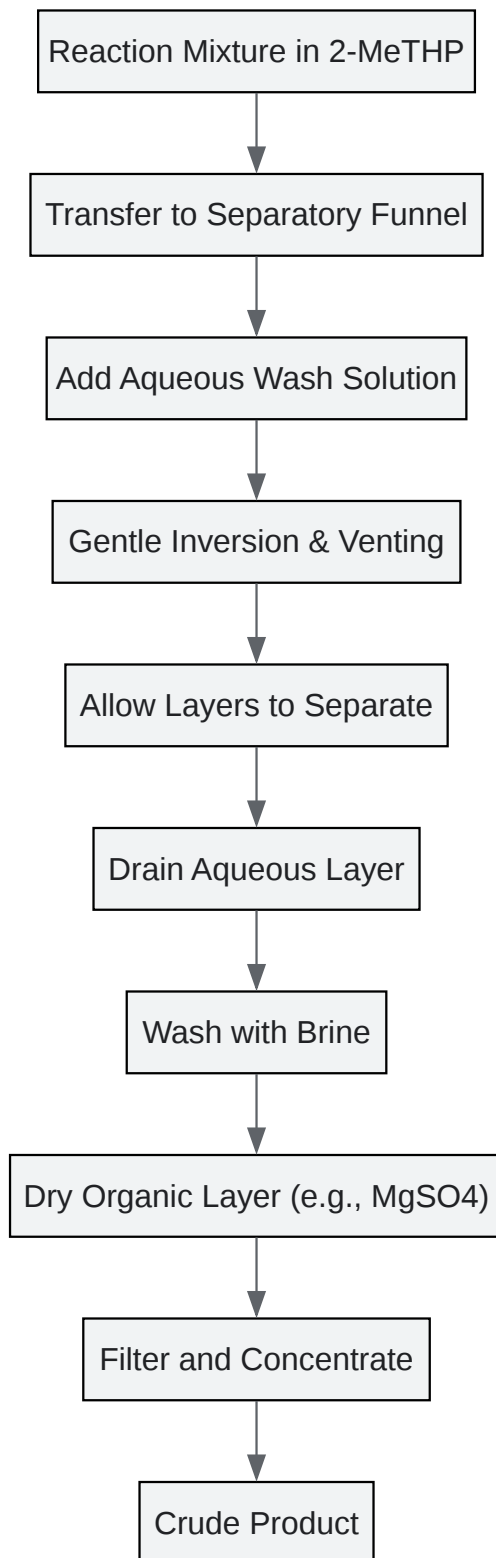 Reaction Mixture in 2-MeTHP
Transfer to Separatory Funnel
Add Aqueous Wash Solution
Gentle Inversion & Venting
Allow Layers to Separate
Drain Aqueous Layer
Wash with Brine
Dry Organic Layer (e.g., MgSO4)
Filter and Concentrate
Crude Product